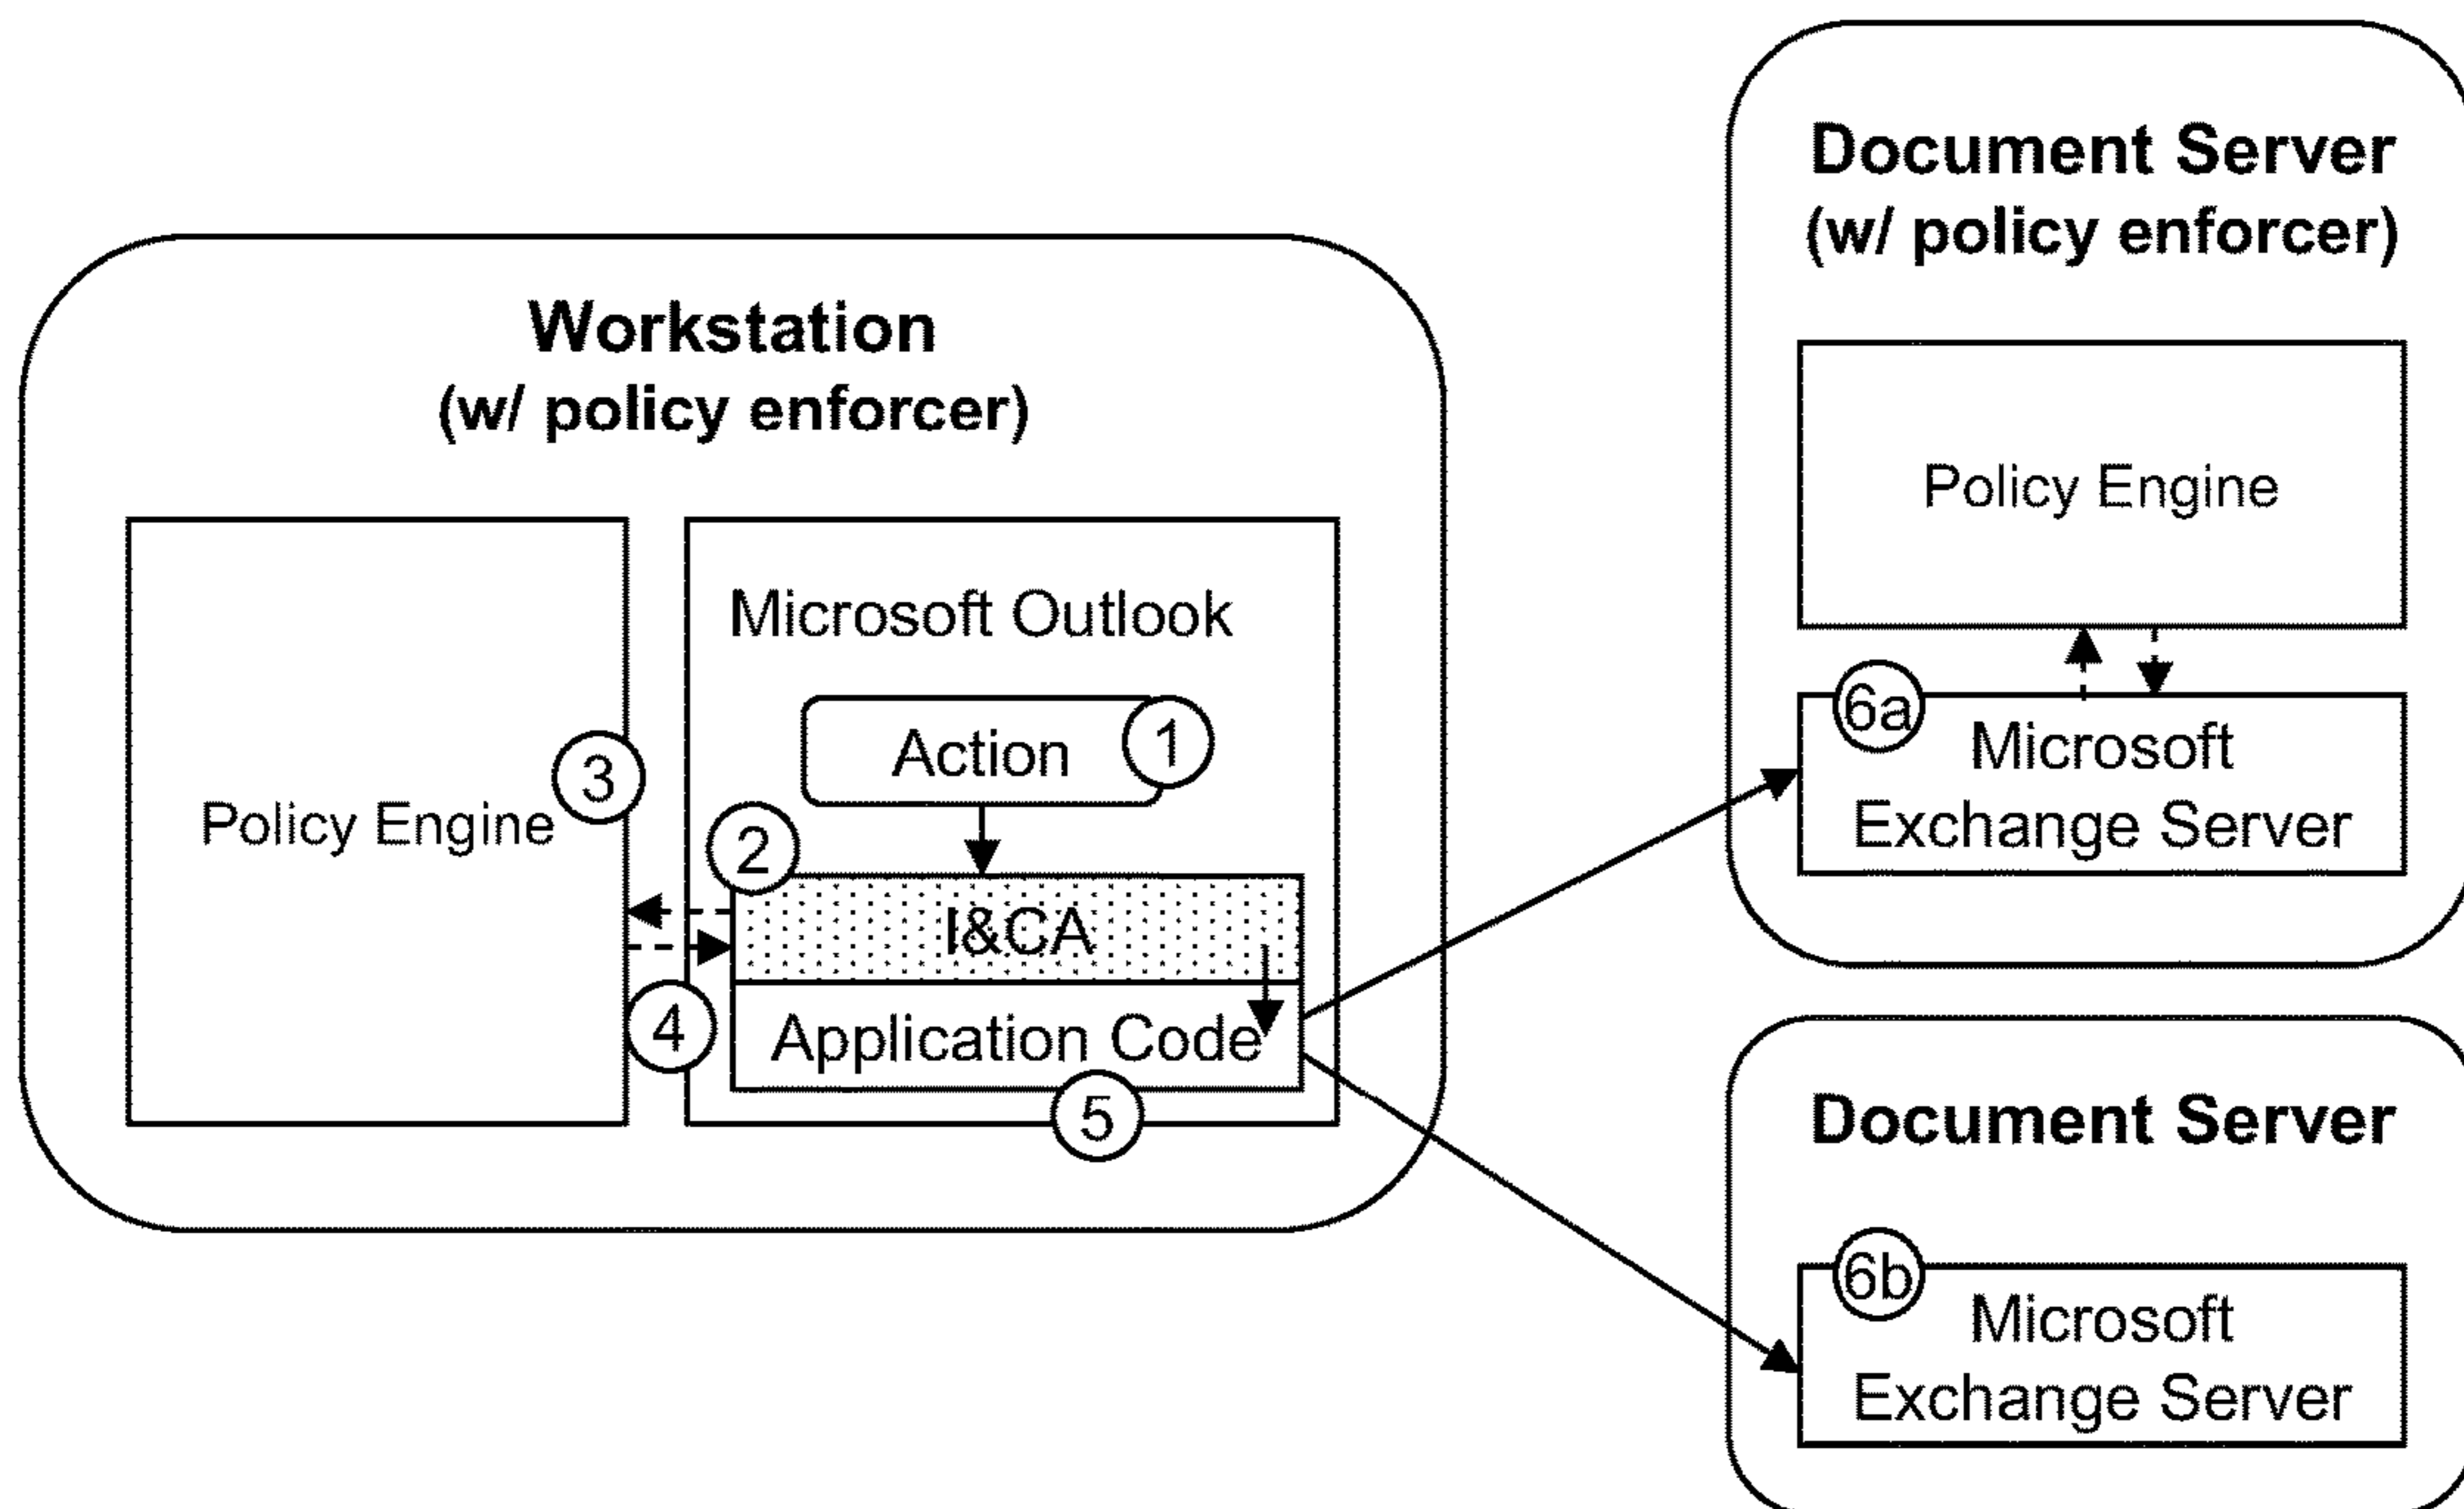 Workstation
(w/ policy enforcer)
Policy Engine
3
Microsoft Outlook
Action
1
2
I&CA
4
Application Code
5
Document Server
(w/ policy enforcer)
Policy Engine
6a
Microsoft
Exchange Server
Document Server
6b
Microsoft
Exchange Server